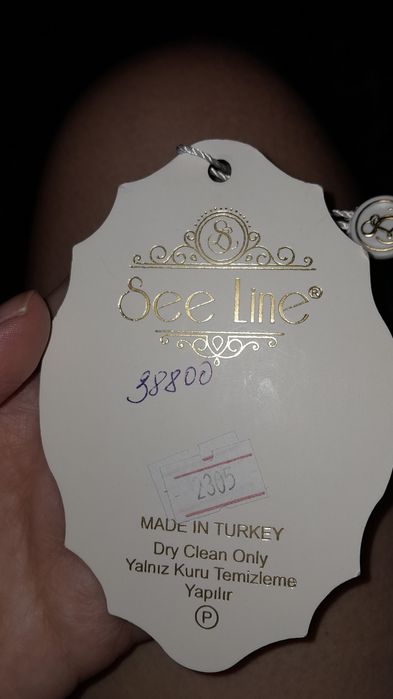 See Line®
38800
2305
MADE IN TURKEY
Dry Clean Only
Yalnız Kuru Temizleme
Yapılır
P